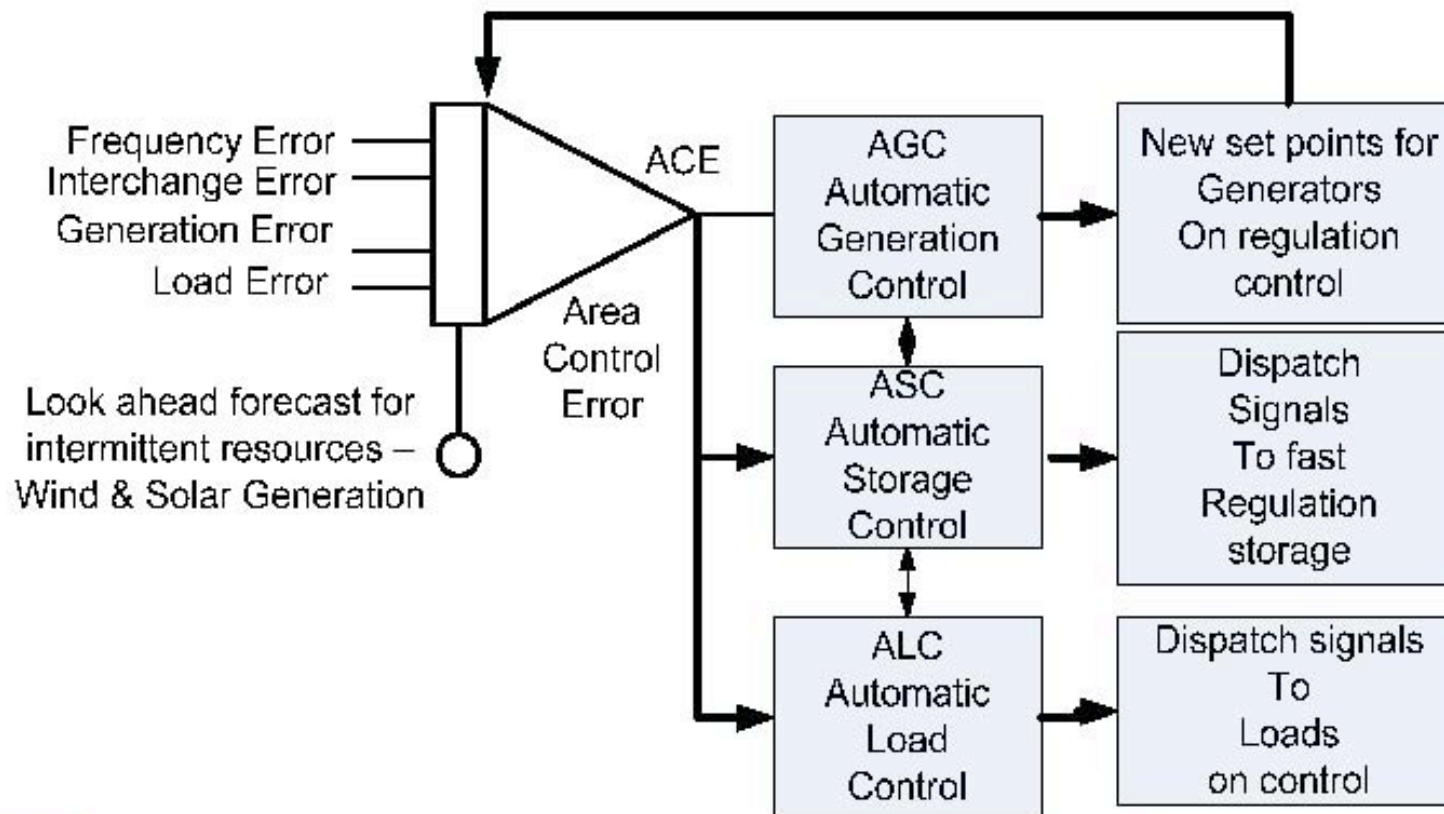 Frequency Error
Interchange Error
Generation Error
Load Error
Look ahead forecast for
intermittent resources –
Wind & Solar Generation
ACE
Area
Control
Error
AGC
Automatic
Generation
Control
New set points for
Generators
On regulation
control
ASC
Automatic
Storage
Control
Dispatch
Signals
To fast
Regulation
storage
ALC
Automatic
Load
Control
Dispatch signals
To
Loads
on control